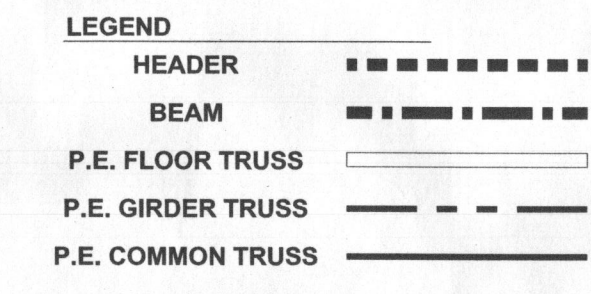 LEGEND
HEADER
BEAM
P.E. FLOOR TRUSS
P.E. GIRDER TRUSS
P.E. COMMON TRUSS